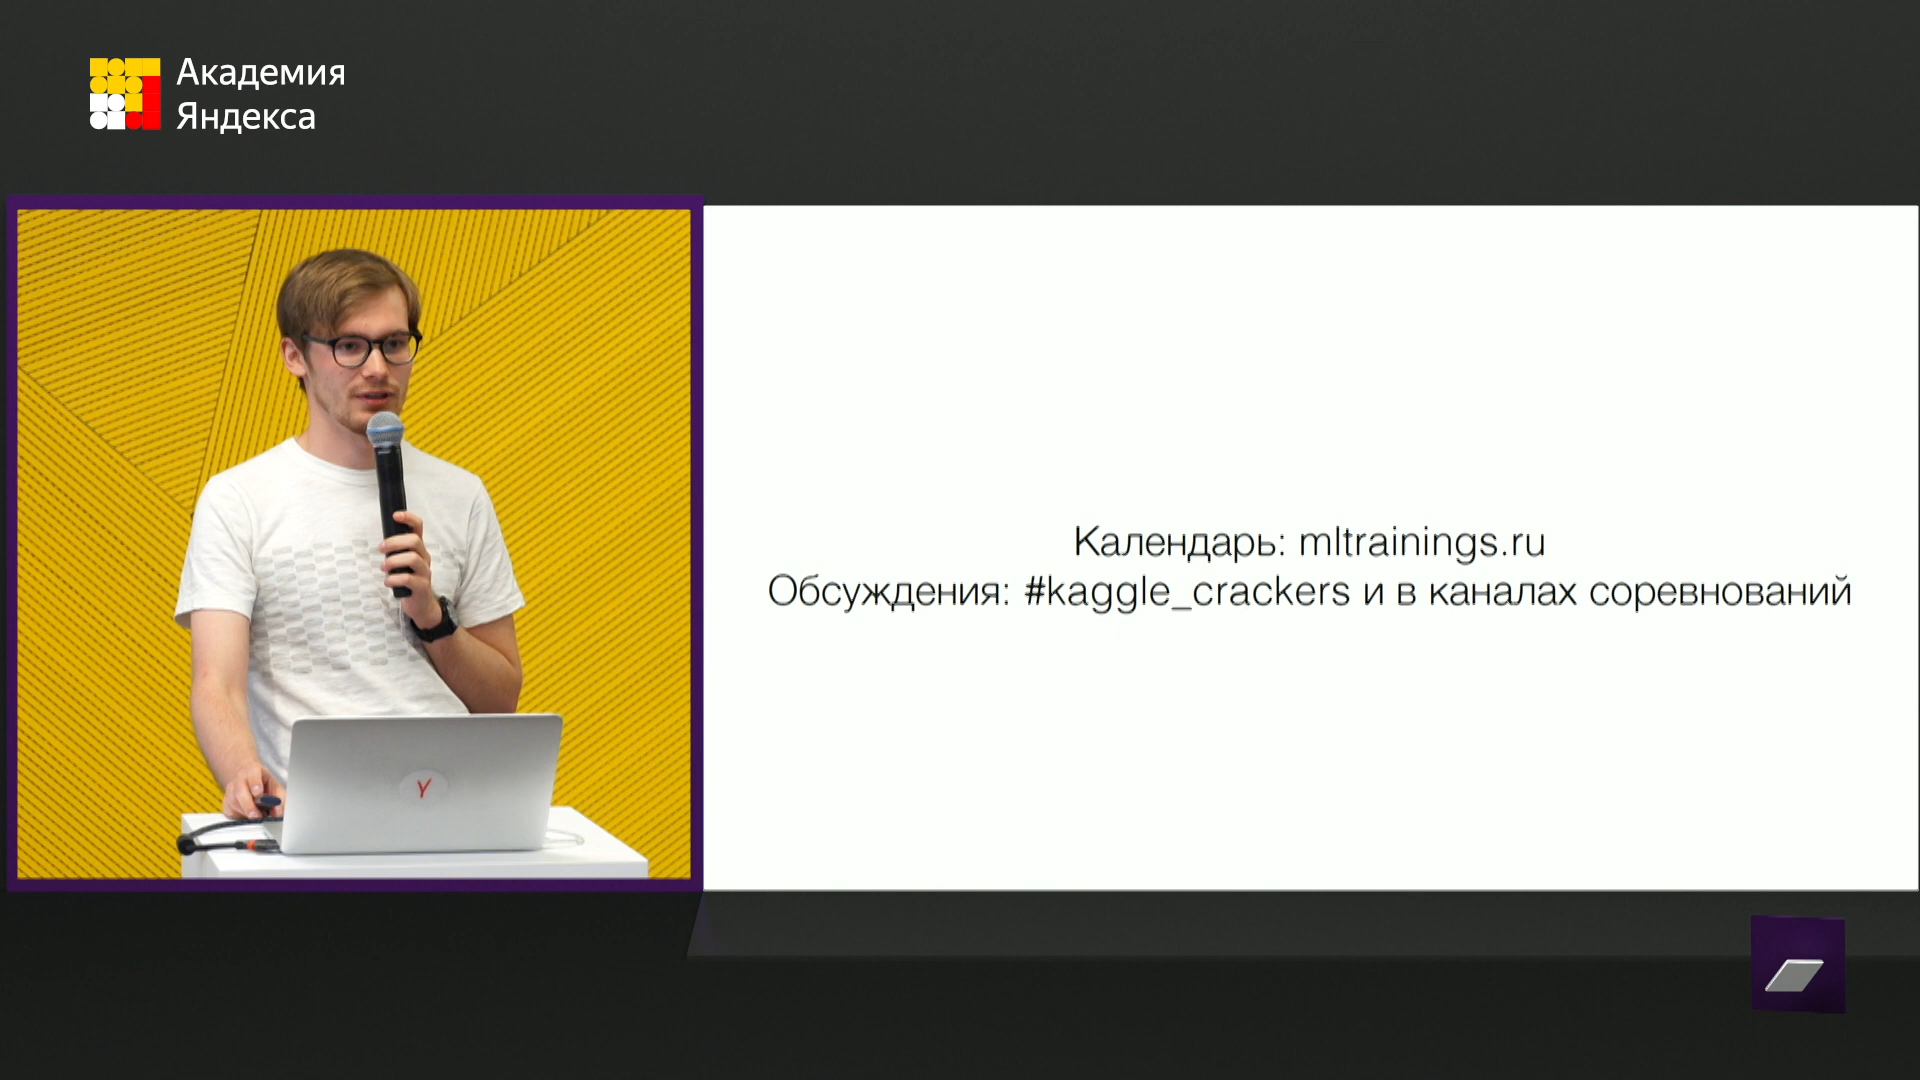 Академия
Яндекса
Календарь: mltrainings.ru
Обсуждения: #kaggle_crackers и в каналах соревнований
Y